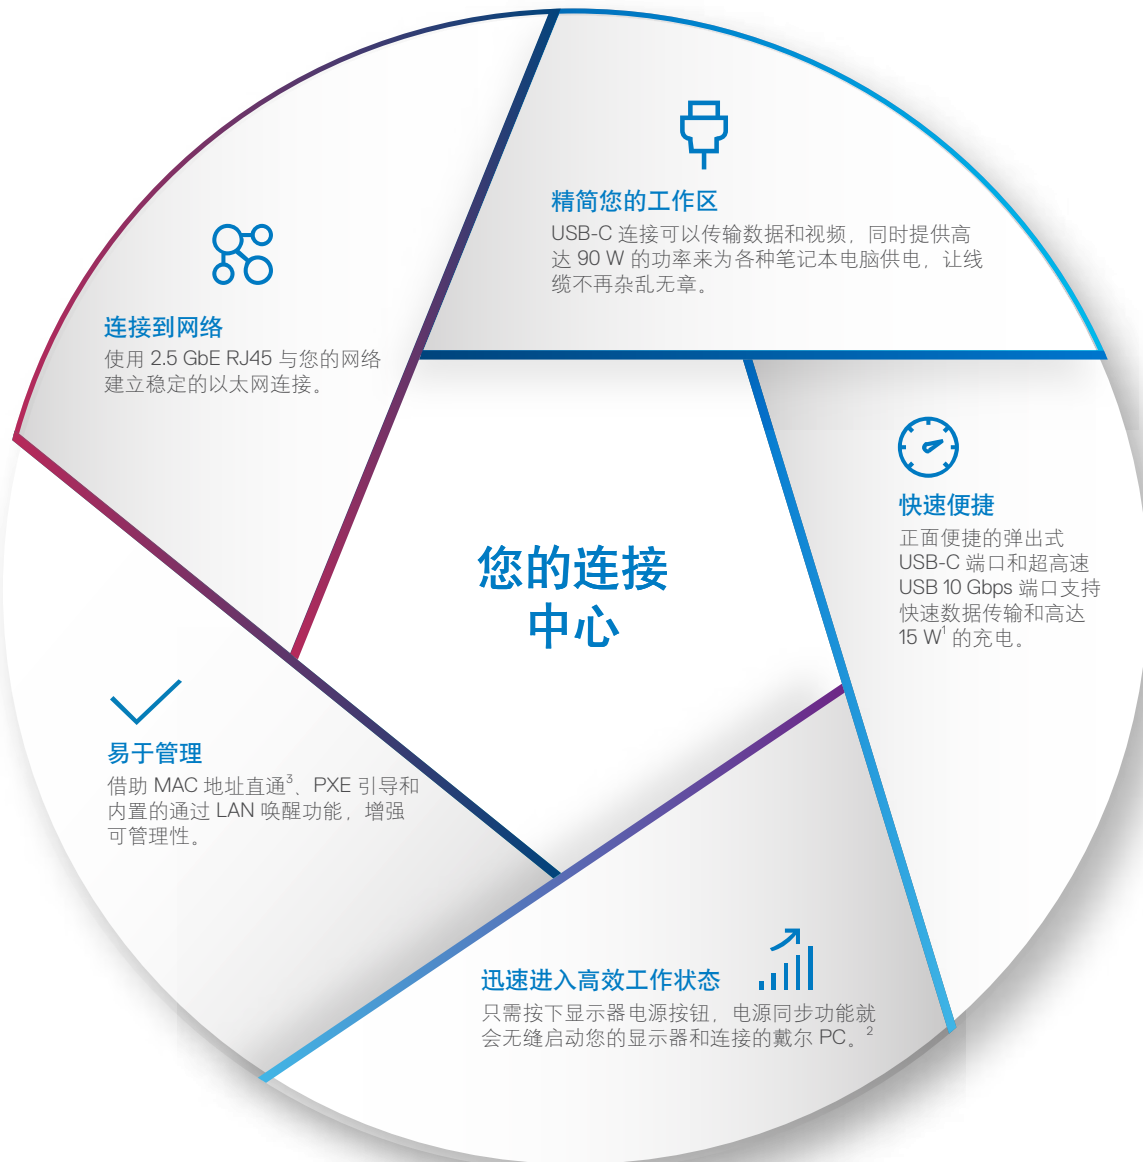 精简您的工作区
USB-C 连接可以传输数据和视频，同时提供高
达 90 W 的功率来为各种笔记本电脑供电，让线
缆不再杂乱无章。
连接到网络
使用 2.5 GbE RJ45 与您的网络
建立稳定的以太网连接。
快速便捷
正面便捷的弹出式
USB-C 端口和超高速
USB 10 Gbps 端口支持
快速数据传输和高达
15 W¹ 的充电。
您的连接
中心
易于管理
借助 MAC 地址直通³、PXE 引导和
内置的通过 LAN 唤醒功能，增强
可管理性。
迅速进入高效工作状态
只需按下显示器电源按钮，电源同步功能就
会无缝启动您的显示器和连接的戴尔 PC。²